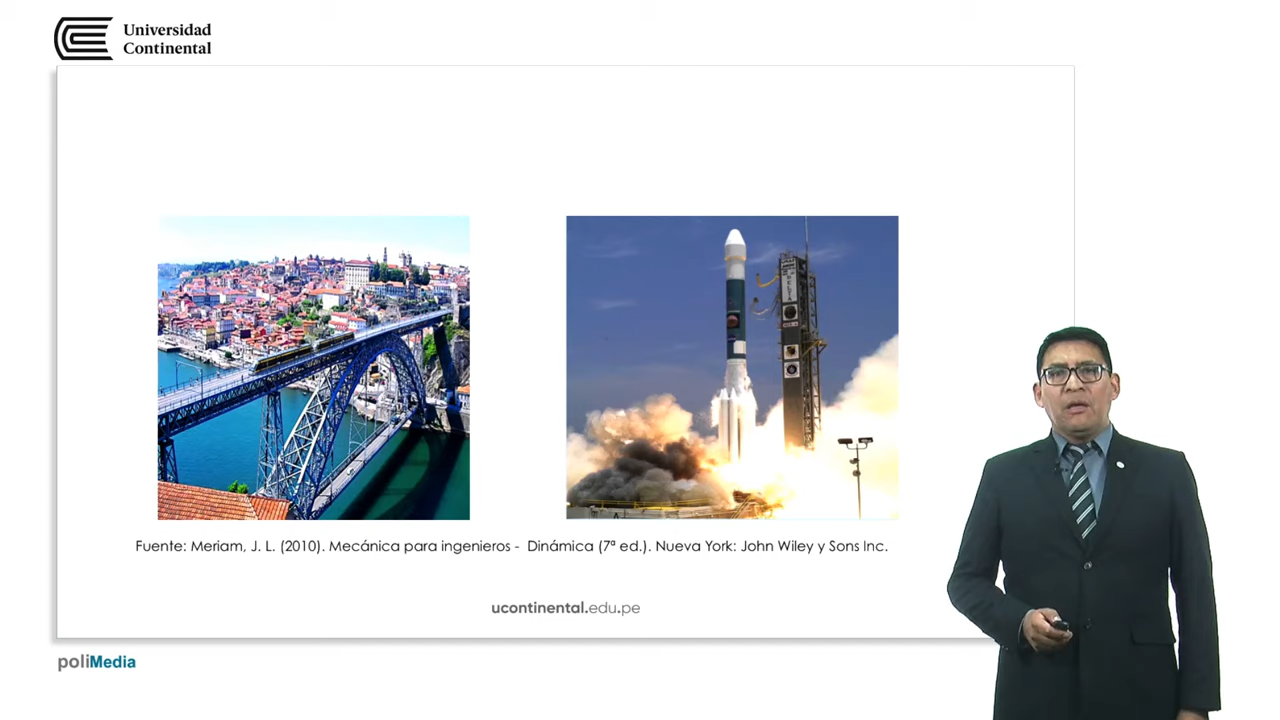 Universidad
Continental
DELTA
Fuente: Meriam, J. L. (2010). Mecánica para ingenieros -  Dinámica (7ª ed.). Nueva York: John Wiley y Sons Inc.
ucontinental.edu.pe
poliMedia